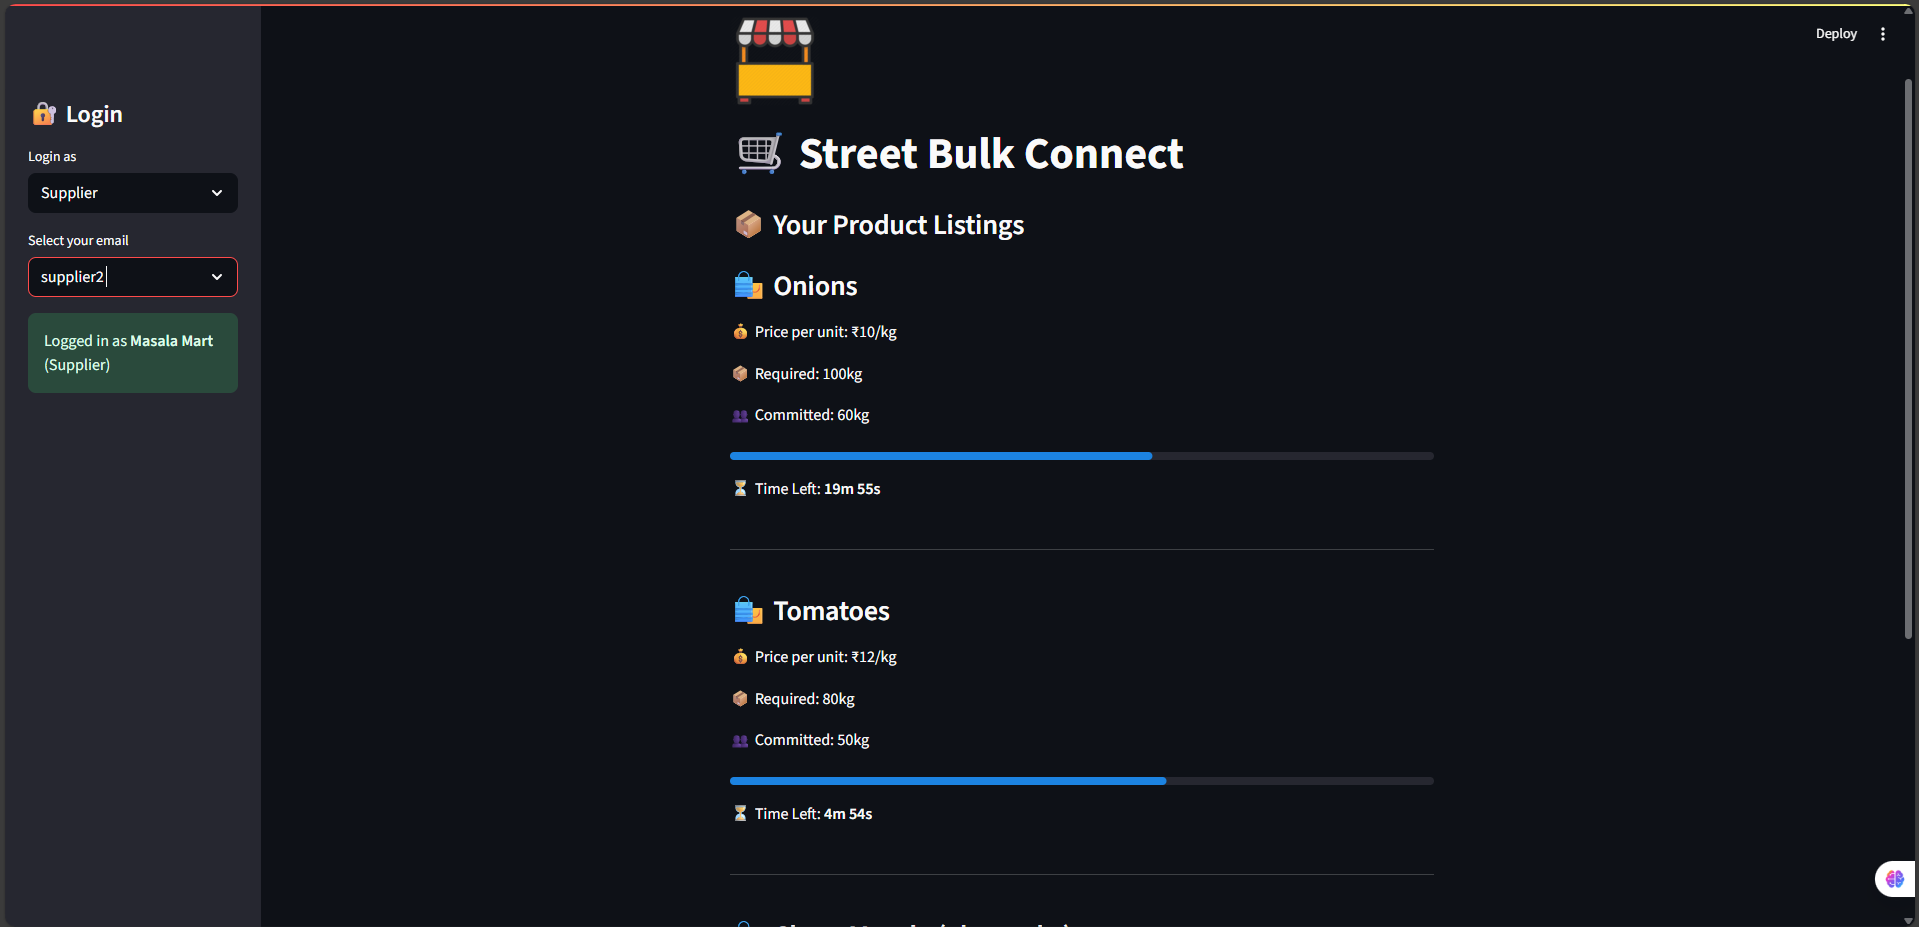 Deploy
Login
Login as
Supplier
Select your email
supplier2
Logged in as Masala Mart
(Supplier)
Street Bulk Connect
Your Product Listings
Onions
Price per unit: ₹10/kg
Required: 100kg
Committed: 60kg
Time Left: 19m 55s
Tomatoes
Price per unit: ₹12/kg
Required: 80kg
Committed: 50kg
Time Left: 4m 54s